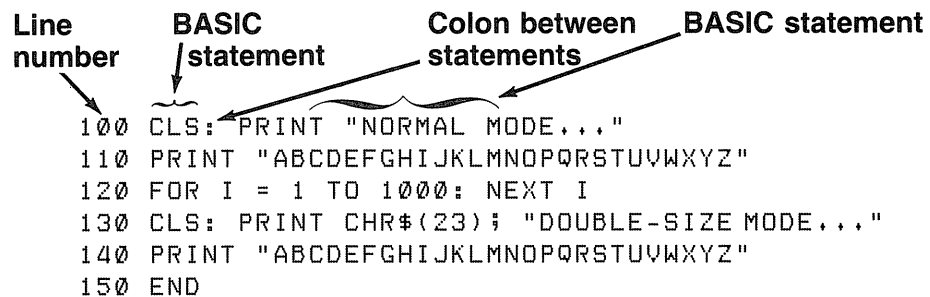 Line BASIC Colon between BASIC statement
number statement statements
100 CLS: PRINT "NORMAL MODE..."
110 PRINT "ABCDEFGHIJKLMNOPQRSTUVWXYZ"
120 FOR I = 1 TO 1000: NEXT I
130 CLS: PRINT CHR$(23); "DOUBLE-SIZE MODE..."
140 PRINT "ABCDEFGHIJKLMNOPQRSTUVWXYZ"
150 END